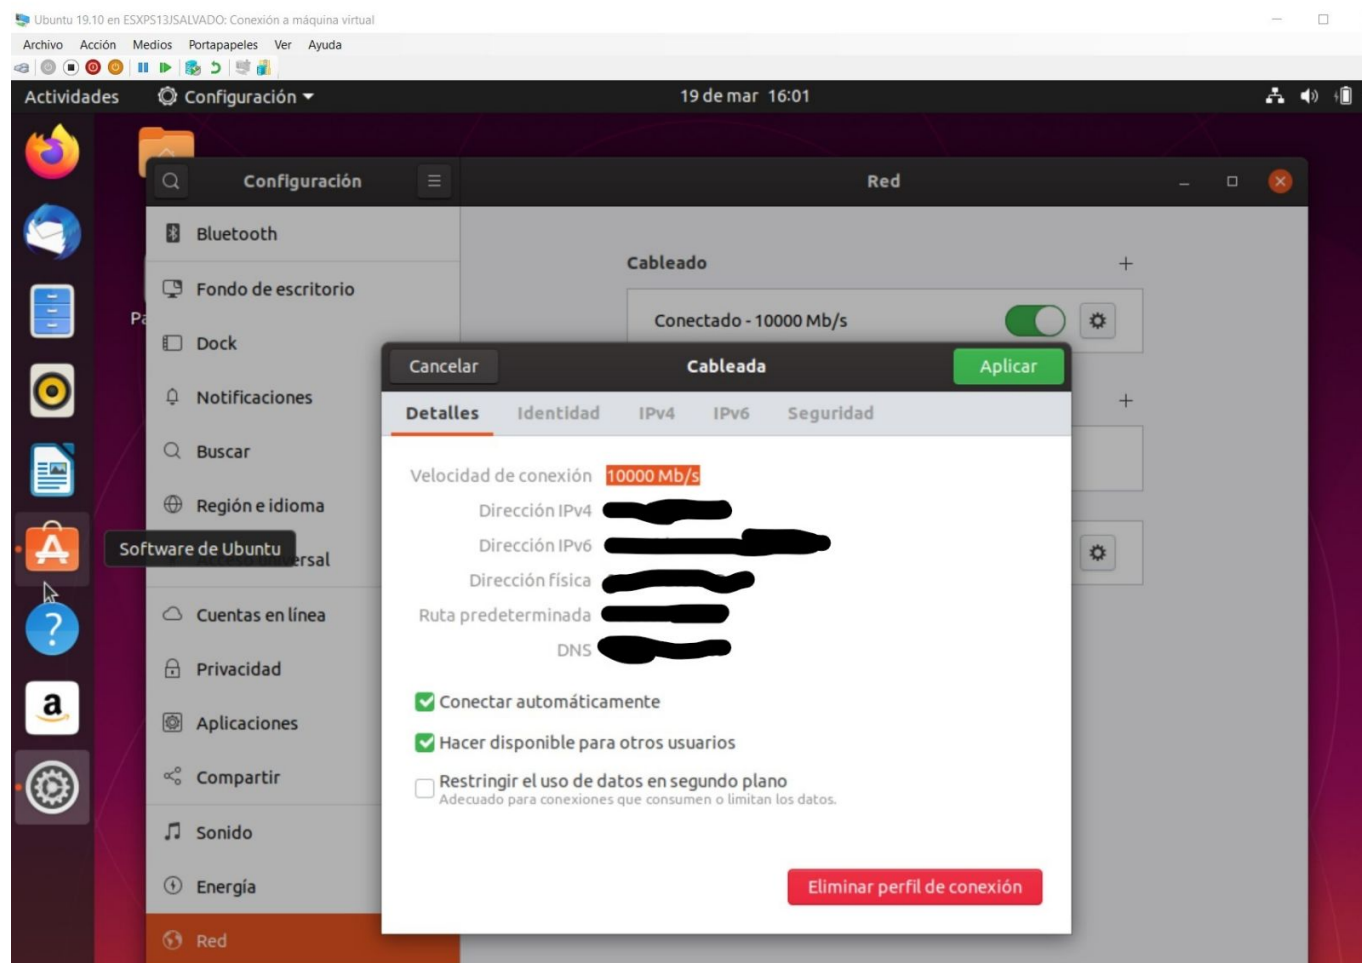 Ubuntu 19.10 en ESXPS13JSALVADO: Conexión a máquina virtual
Archivo Acción Medios Portapapeles Ver Ayuda
Actividades Configuración 19 de mar 16:01
Configuración Red
Bluetooth
Cableado
Fondo de escritorio
Conectado - 10000 Mb/s
Dock
Cancelar Cableada Aplicar
Notificaciones
Detalles Identidad IPv4 IPv6 Seguridad
Buscar
Velocidad de conexión 10000 Mb/s
Región e idioma
Dirección IPv4
Software de Ubuntu
Dirección IPv6
Dirección física
Cuentas en línea
Ruta predeterminada
DNS
Privacidad
Conectar automáticamente
Aplicaciones
Hacer disponible para otros usuarios
Compartir
Restringir el uso de datos en segundo plano
Adecuado para conexiones que consumen o limitan los datos.
Sonido
Energía
Eliminar perfil de conexión
Red